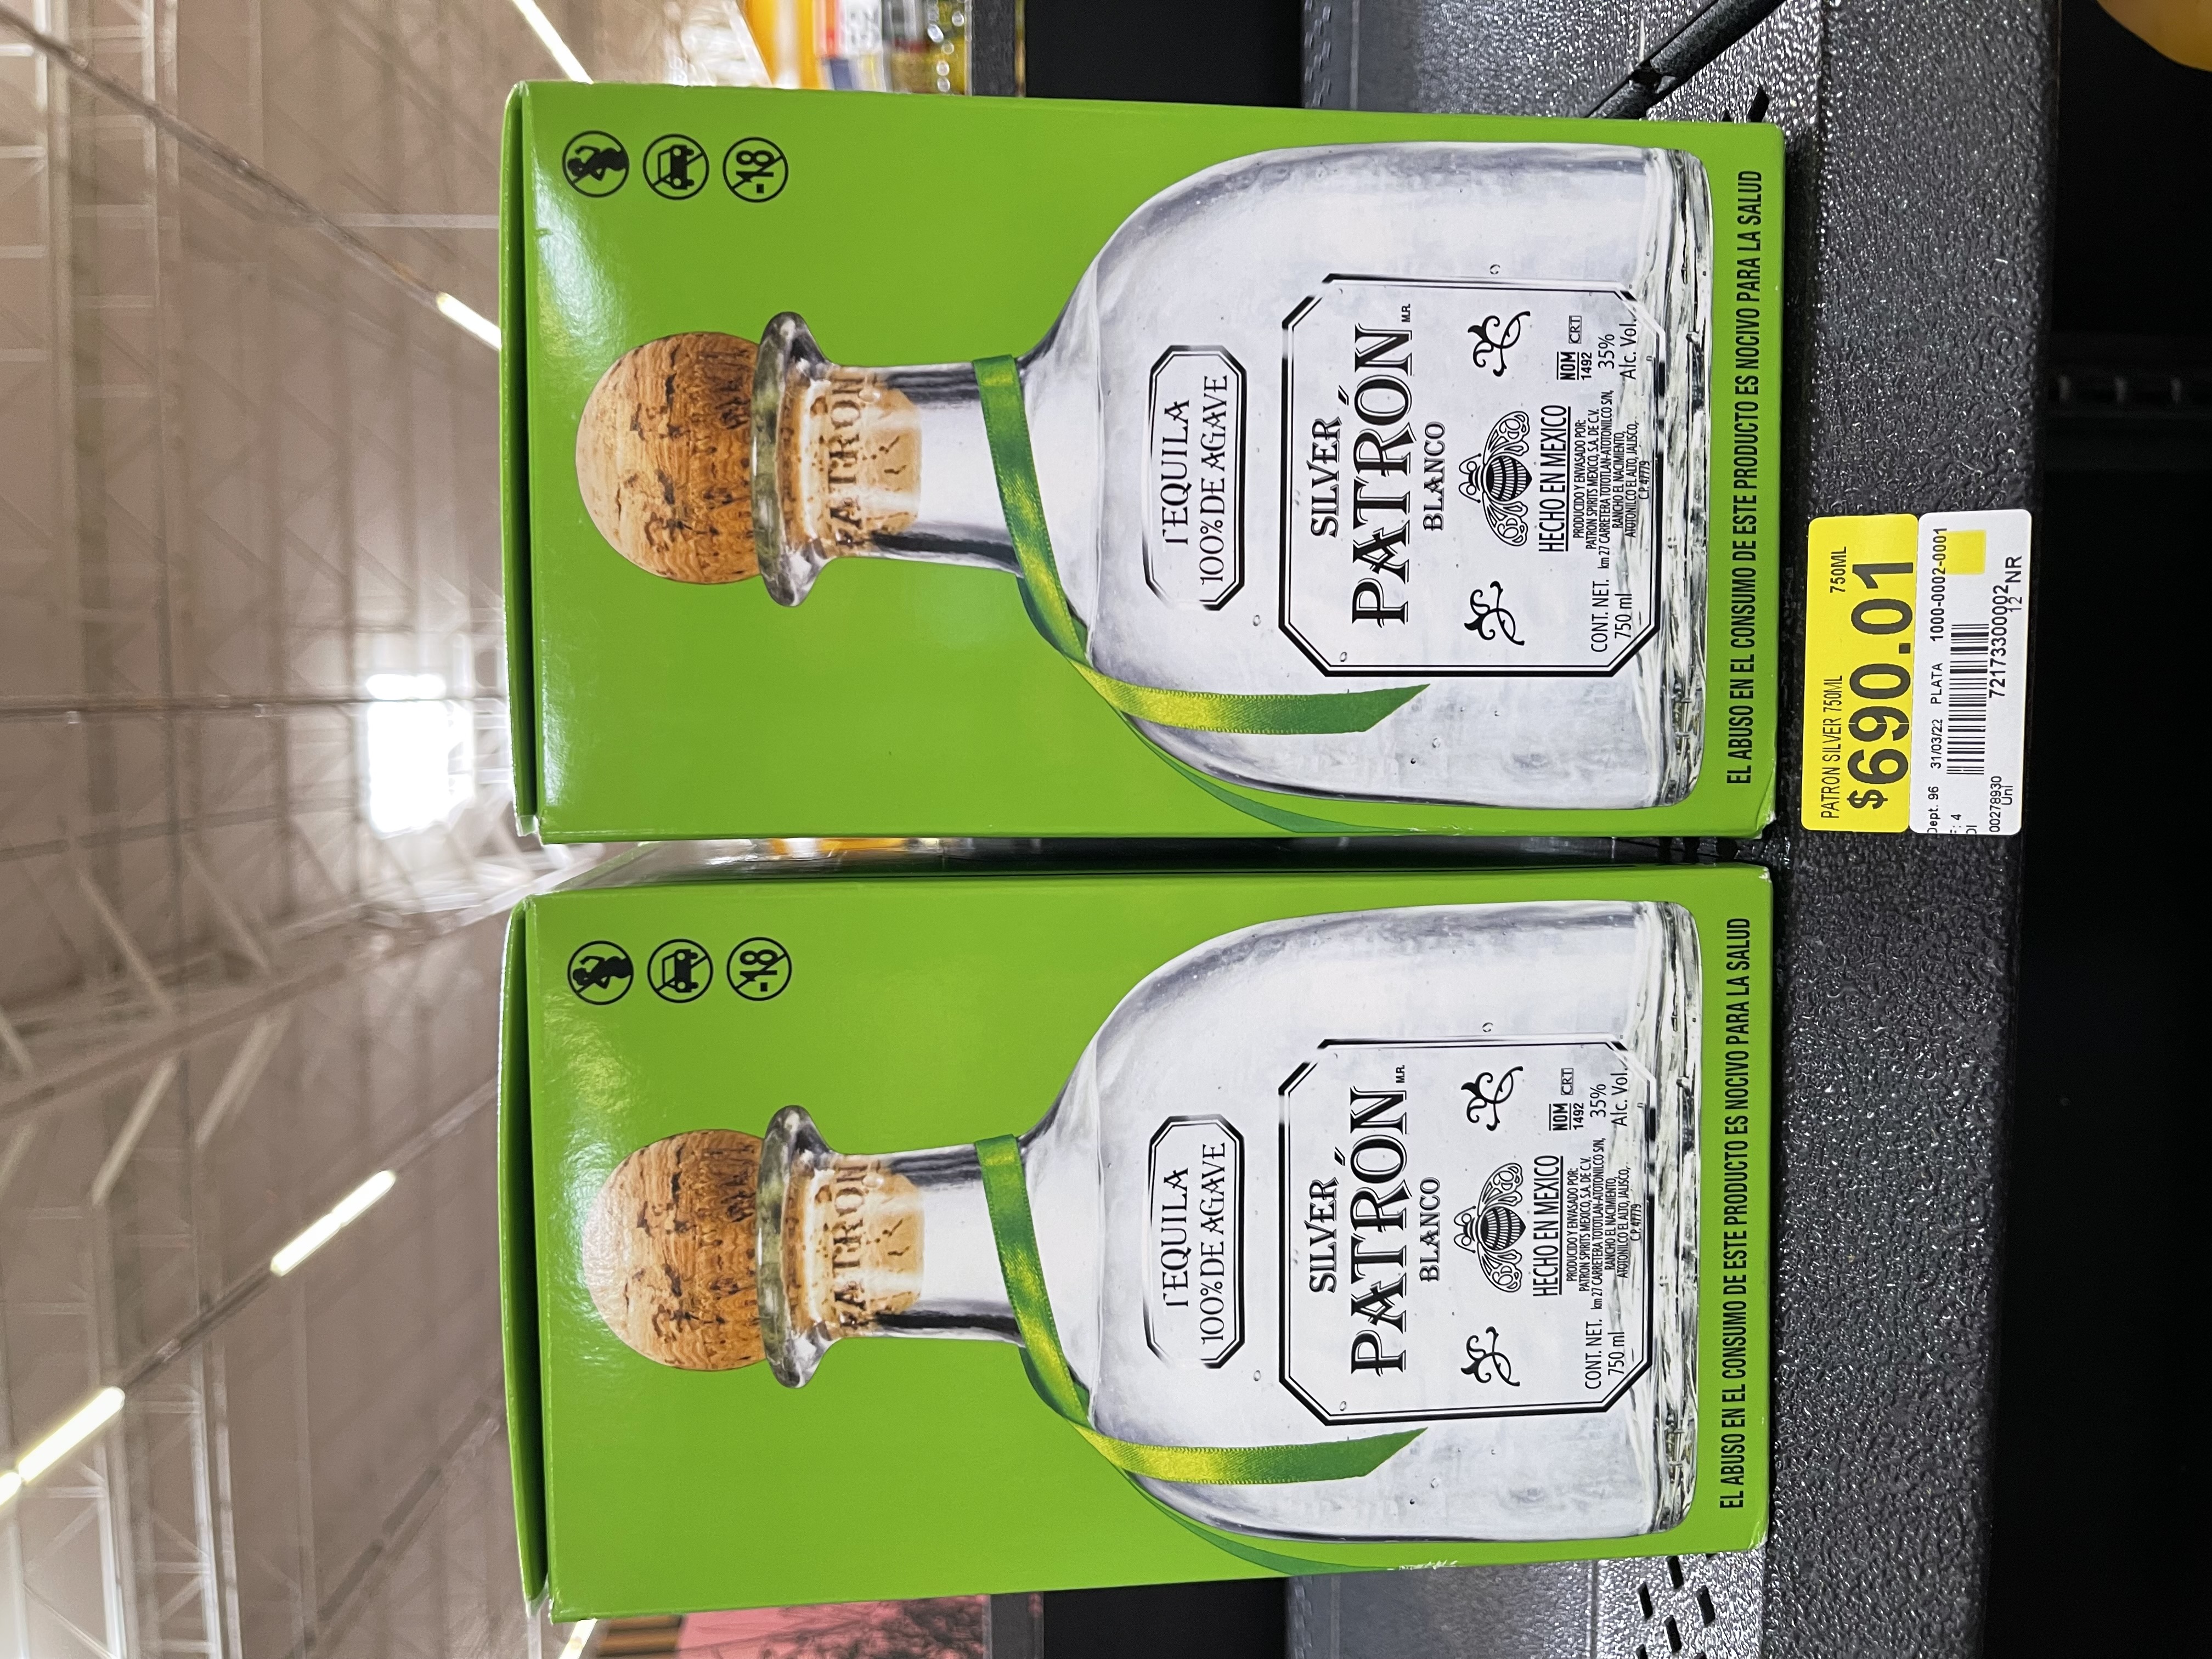 -18
PATRÓN
TEQUILA
100% DE AGAVE
SILVER
PATRÓN M.R.
BLANCO
HECHO EN MEXICO
PRODUCIDO Y ENVASADO POR:
PATRON SPIRITS MEXICO, S.A. DE C.V.
km 27 CARRETERA TOTOTLAN-ATOTONILCO S/N,
RANCHO EL NACIMIENTO,
ATOTONILCO EL ALTO, JALISCO,
C.P. 47779
CONT. NET.
750 ml
NOM
1492
CRT
35%
Alc. Vol.
EL ABUSO EN EL CONSUMO DE ESTE PRODUCTO ES NOCIVO PARA LA SALUD
-18
PATRÓN
TEQUILA
100% DE AGAVE
SILVER
PATRÓN M.R.
BLANCO
HECHO EN MEXICO
PRODUCIDO Y ENVASADO POR:
PATRON SPIRITS MEXICO, S.A. DE C.V.
km 27 CARRETERA TOTOTLAN-ATOTONILCO S/N,
RANCHO EL NACIMIENTO,
ATOTONILCO EL ALTO, JALISCO,
C.P. 47779
CONT. NET.
750 ml
NOM
1492
CRT
35%
Alc. Vol.
EL ABUSO EN EL CONSUMO DE ESTE PRODUCTO ES NOCIVO PARA LA SALUD
PATRON SILVER 750ML 750ML
$690.01
Dept. 96 31/03/22 PLATA 1000-0002-0001
F: 4
DI
00278930 72173300002
Uni 12 NR